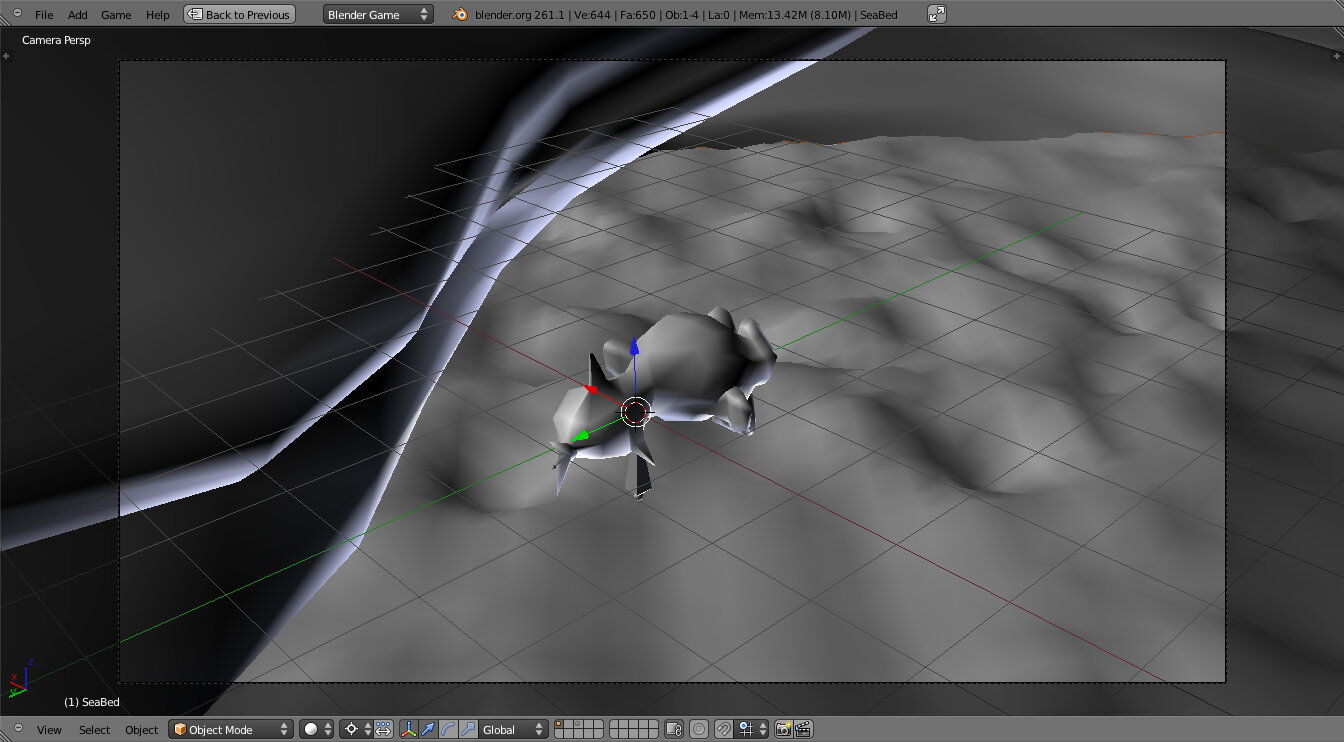 File Add Game Help Back to Previous Blender Game blender.org 261.1 | Ve:644 | Fa:650 | Ob:1-4 | La:0 | Mem:13.42M (8.10M) | SeaBed
Camera Persp
z
x
y
(1) SeaBed
View Select Object Object Mode Global